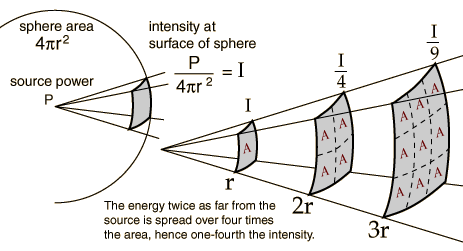 sphere area
4πr²
source power
P
intensity at
surface of sphere
P
4πr² = I
I
I
4
I
9
A
A A
A A
A A A
A A A
A A A
r
2r
3r
The energy twice as far from the
source is spread over four times
the area, hence one-fourth the intensity.